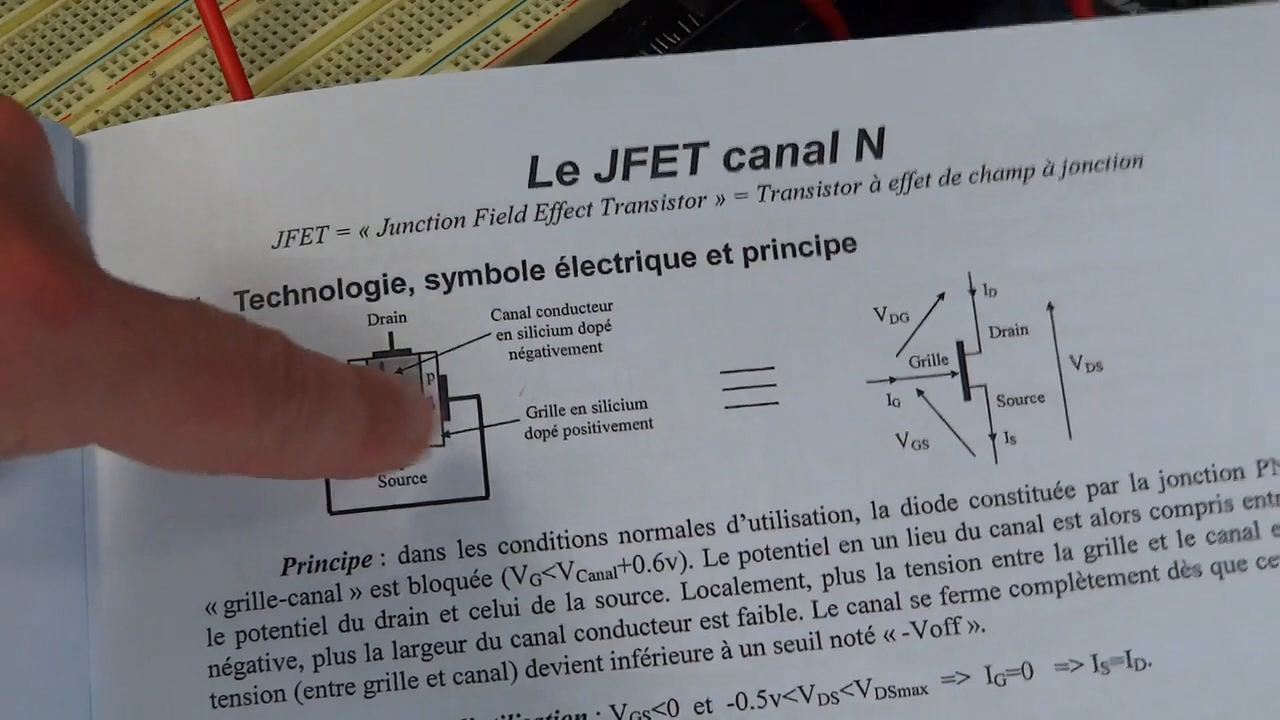 Le JFET canal N
JFET = « Junction Field Effect Transistor » = Transistor à effet de champ à jonction
Technologie, symbole électrique et principe
Drain
Canal conducteur
en silicium dopé
négativement
p
Grille en silicium
dopé positivement
Source
VDG
ID
Drain
Grille
VDS
IG
Source
VGS
IS
Principe : dans les conditions normales d’utilisation, la diode constituée par la jonction
« grille-canal » est bloquée (VG<VCanal+0.6v). Le potentiel en un lieu du canal est alors compris
le potentiel du drain et celui de la source. Localement, plus la tension entre la grille et le canal
négative, plus la largeur du canal conducteur est faible. Le canal se ferme complètement dès que
tension (entre grille et canal) devient inférieure à un seuil noté « -Voff ».
: VGS<0 et -0.5v<VDS<VDSmax => IG=0 => IS=ID.